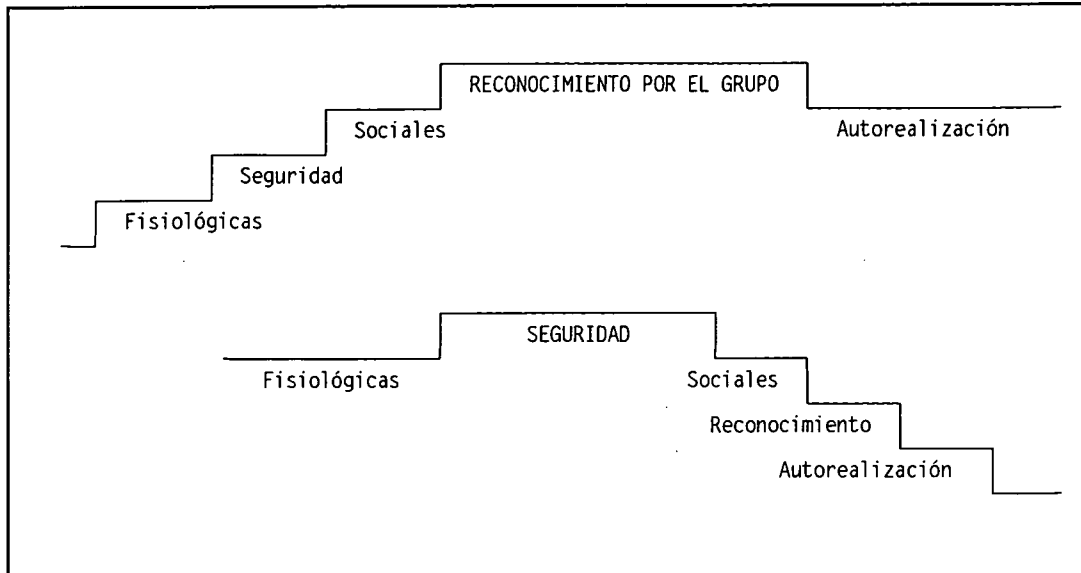 RECONOCIMIENTO POR EL GRUPO
Sociales
Autorealización
Seguridad
Fisiológicas
SEGURIDAD
Fisiológicas
Sociales
Reconocimiento
Autorealización